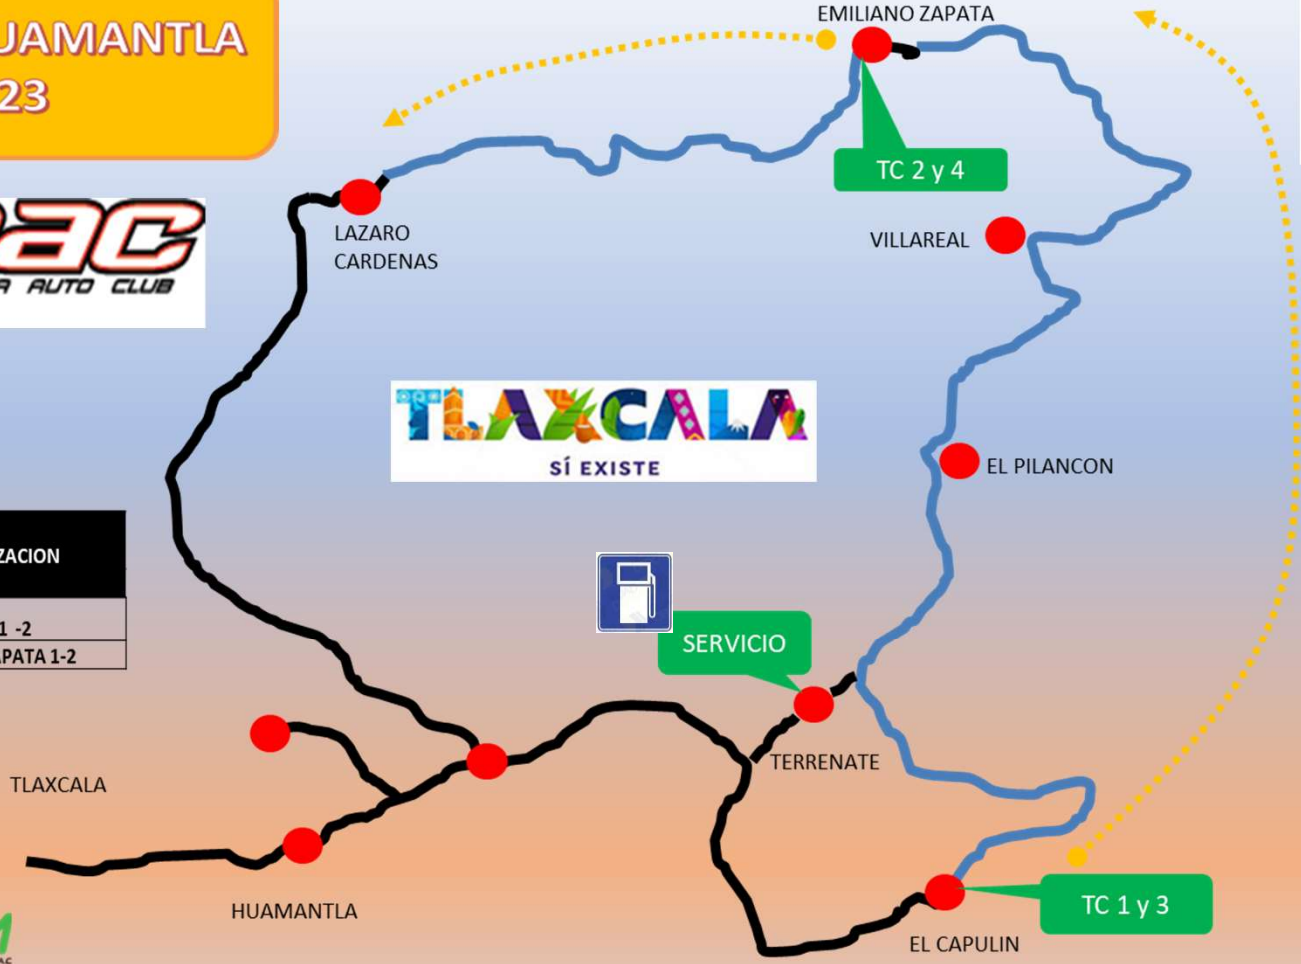 UAMANTLA
23
EMILIANO ZAPATA
TC 2 y 4
LAZARO
CARDENAS
VILLAREAL
AUTO CLUB
TLAXCALA
SÍ EXISTE
EL PILANCON
ZACION
1 -2
APATA 1-2
SERVICIO
TERRENATE
TLAXCALA
HUAMANTLA
TC 1 y 3
EL CAPULIN